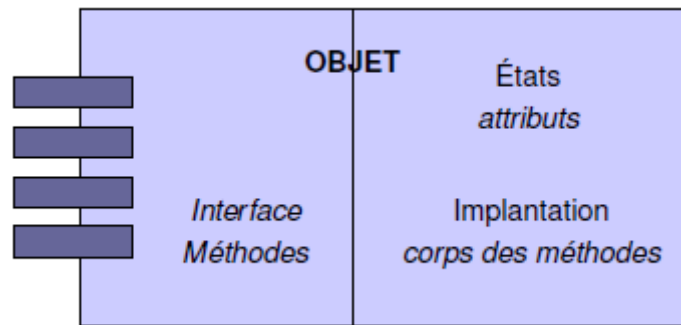 OBJET
États
attributs
Interface
Méthodes
Implantation
corps des méthodes